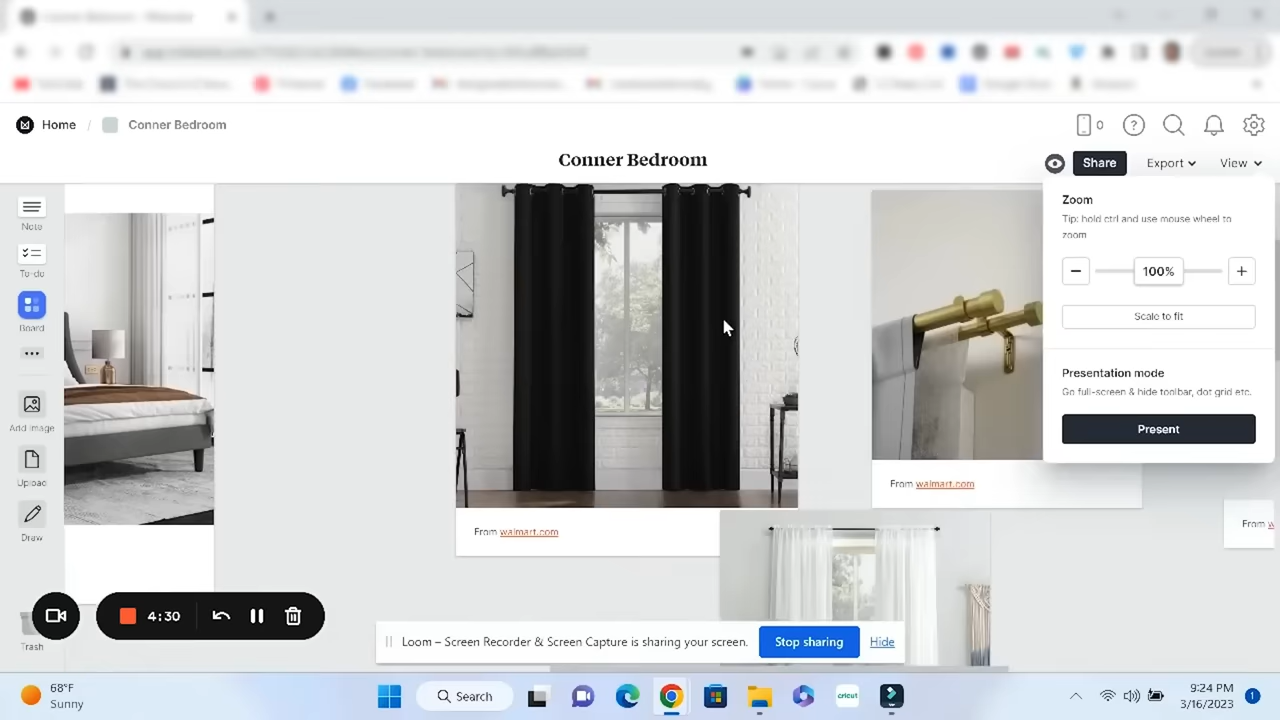 Home / Conner Bedroom
0
Conner Bedroom
Share
Export
View
Zoom
Tip: hold ctrl and use mouse wheel to
zoom
100%
Scale to fit
Presentation mode
Go full-screen & hide toolbar, dot grid etc.
Present
Note
To-do
Board
Add image
Upload
Draw
Trash
From walmart.com
From walmart.com
From w
4:30
Loom – Screen Recorder & Screen Capture is sharing your screen.
Stop sharing
Hide
68°F
Sunny
Search
cricut
9:24 PM
3/16/2023
1